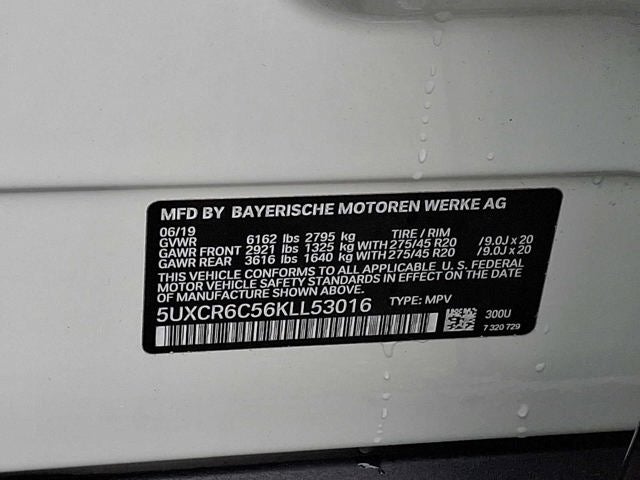 MFD BY BAYERISCHE MOTOREN WERKE AG
06/19 TIRE / RIM
GVWR 6162 lbs 2795 kg
GAWR FRONT 2921 lbs 1325 kg WITH 275/45 R20 /9.0J x 20
GAWR REAR 3616 lbs 1640 kg WITH 275/45 R20 /9.0J x 20
THIS VEHICLE CONFORMS TO ALL APPLICABLE U.S. FEDERAL
MOTOR VEHICLE SAFETY STANDARDS IN EFFECT ON THE DATE OF
MANUFACTURE SHOWN ABOVE.
5UXCR6C56KLL53016 TYPE: MPV
300U
7 320 729